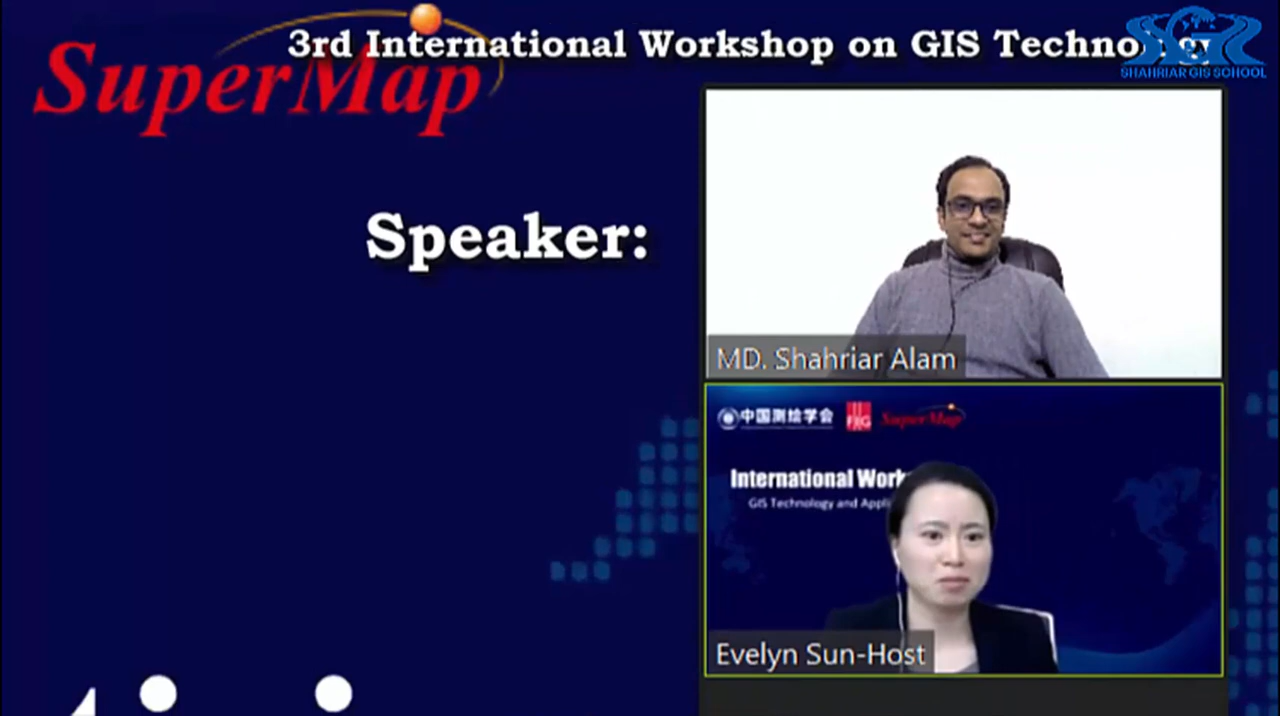 3rd International Workshop on GIS Technology
SuperMap
SHAHRIAR GIS SCHOOL
Speaker:
MD. Shahriar Alam
中国测绘学会
FIG
SuperMap
International Work
GIS Technology and Appli
Evelyn Sun-Host